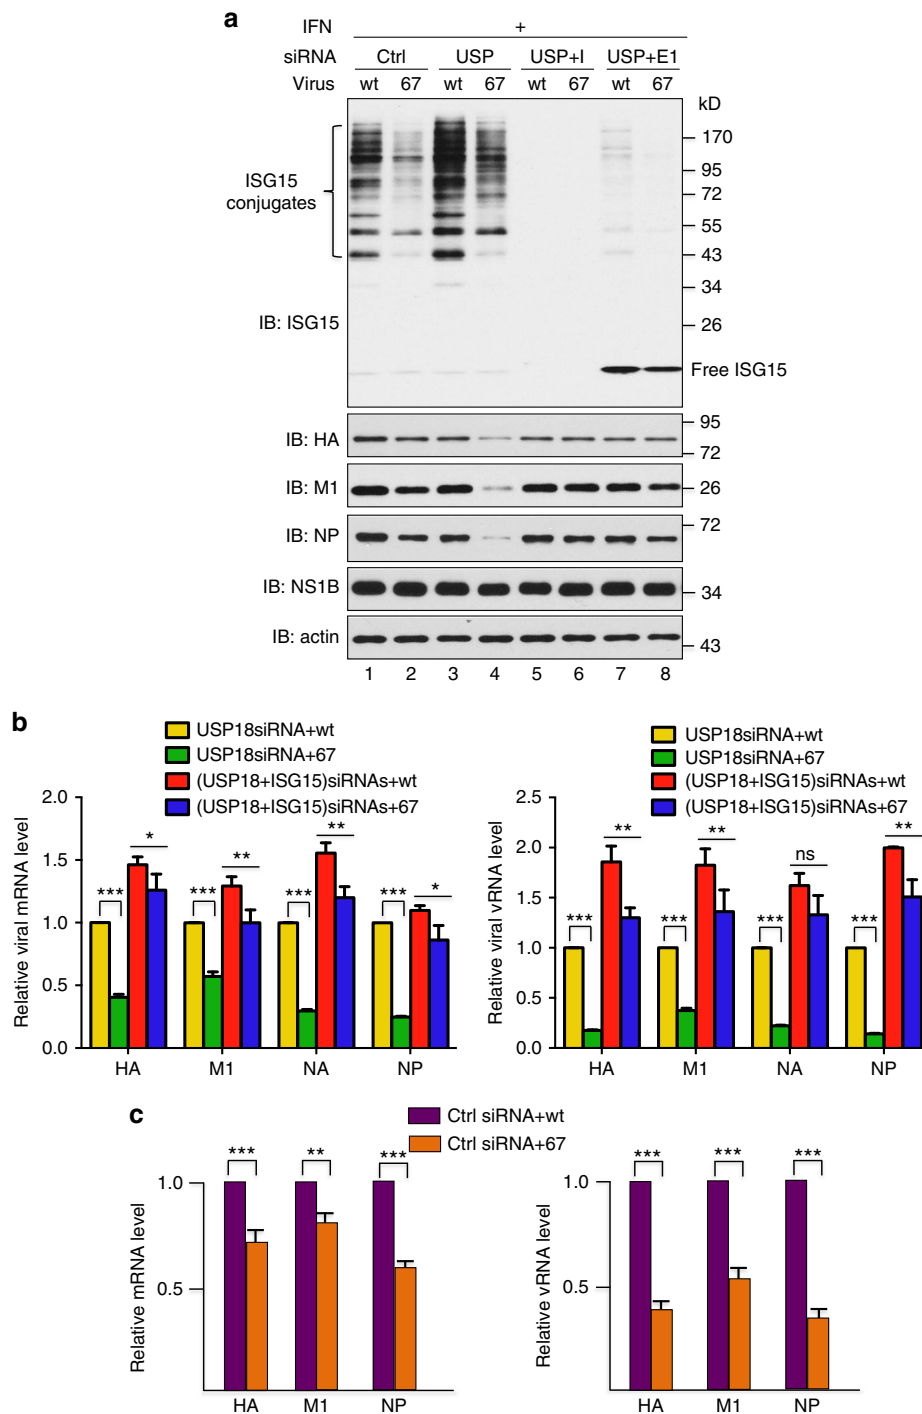 a
IFN +
siRNA Ctrl USP USP+I USP+E1
Virus wt 67 wt 67 wt 67 wt 67
kD
170
ISG15 conjugates
95
72
55
43
34
IB: ISG15
26
Free ISG15
IB: HA
95
72
IB: M1
26
IB: NP
72
IB: NS1B
34
IB: actin
43
1 2 3 4 5 6 7 8
b
USP18siRNA+wt
USP18siRNA+67
(USP18+ISG15)siRNAs+wt
(USP18+ISG15)siRNAs+67
Relative viral mRNA level
2.0
1.5
1.0
0.5
0.0
*** * *** ** *** ** *** *
HA M1 NA NP
USP18siRNA+wt
USP18siRNA+67
(USP18+ISG15)siRNAs+wt
(USP18+ISG15)siRNAs+67
Relative viral vRNA level
2.5
2.0
1.5
1.0
0.5
0.0
*** ** *** ** *** ns *** **
HA M1 NA NP
c
Ctrl siRNA+wt
Ctrl siRNA+67
Relative mRNA level
1.0
0.5
*** ** ***
HA M1 NP
Relative vRNA level
1.0
0.5
*** *** ***
HA M1 NP